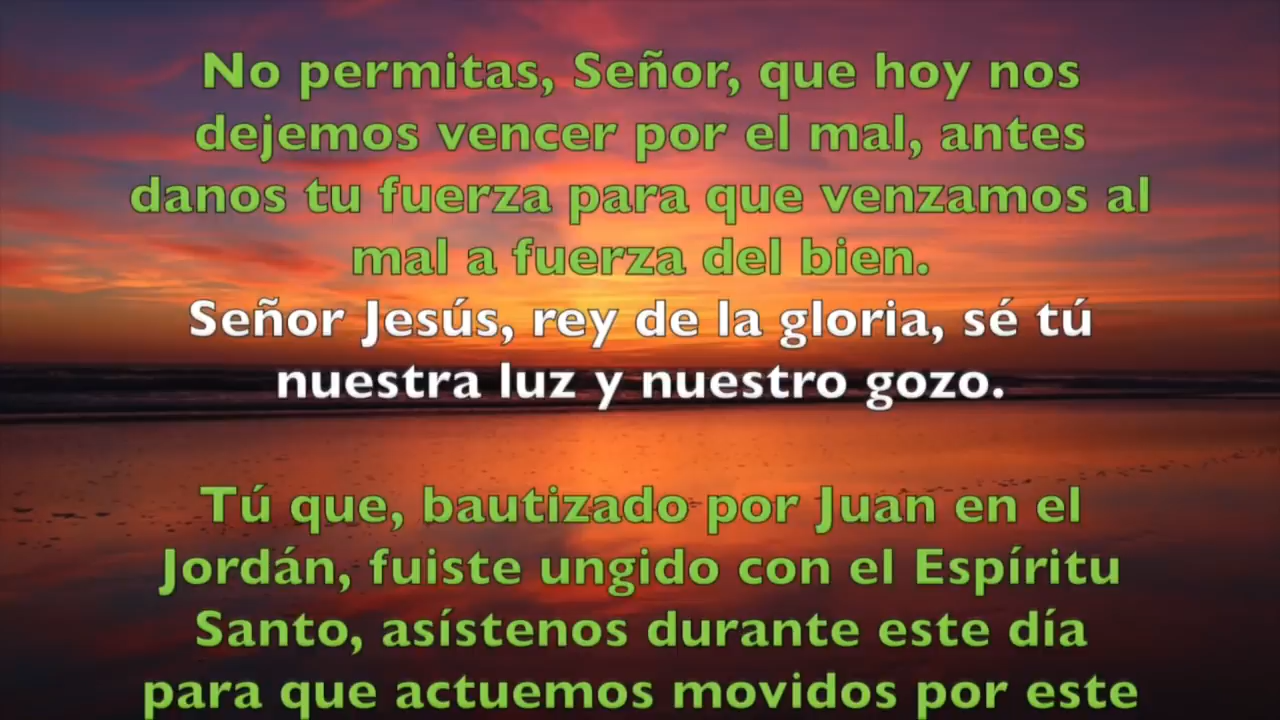 No permitas, Señor, que hoy nos
dejemos vencer por el mal, antes
danos tu fuerza para que venzamos al
mal a fuerza del bien.
Señor Jesús, rey de la gloria, sé tú
nuestra luz y nuestro gozo.
Tú que, bautizado por Juan en el
Jordán, fuiste ungido con el Espíritu
Santo, asístenos durante este día
para que actuemos movidos por este